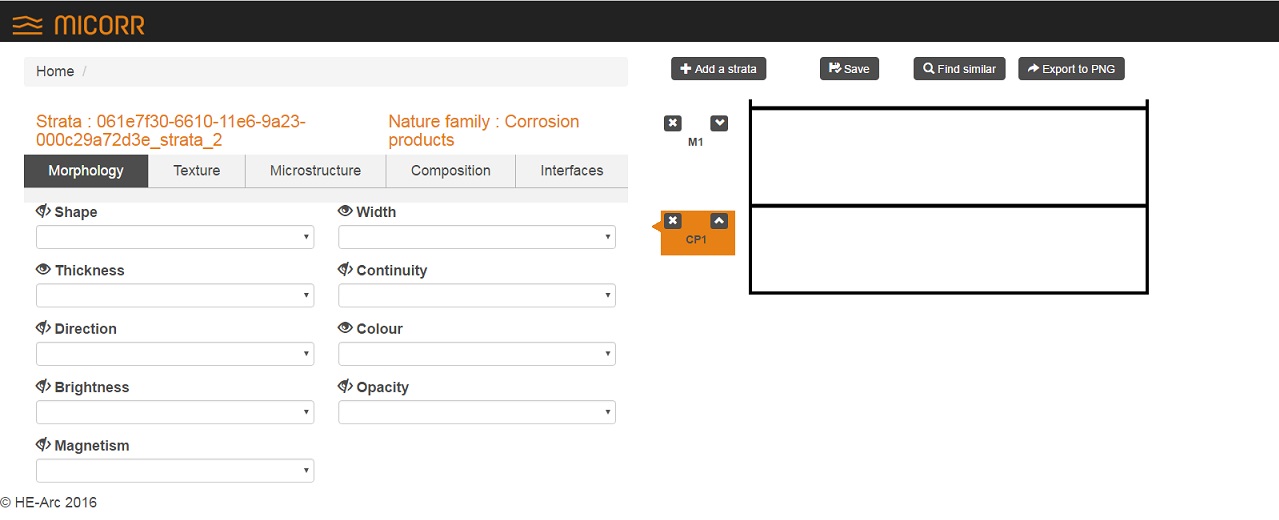 MICORR
Home /
Add a strata
Save
Find similar
Export to PNG
Strata : 061e7f30-6610-11e6-9a23-
000c29a72d3e_strata_2
Nature family : Corrosion
products
Morphology
Texture
Microstructure
Composition
Interfaces
Shape
Width
Thickness
Continuity
Direction
Colour
Brightness
Opacity
Magnetism
M1
CP1
© HE-Arc 2016